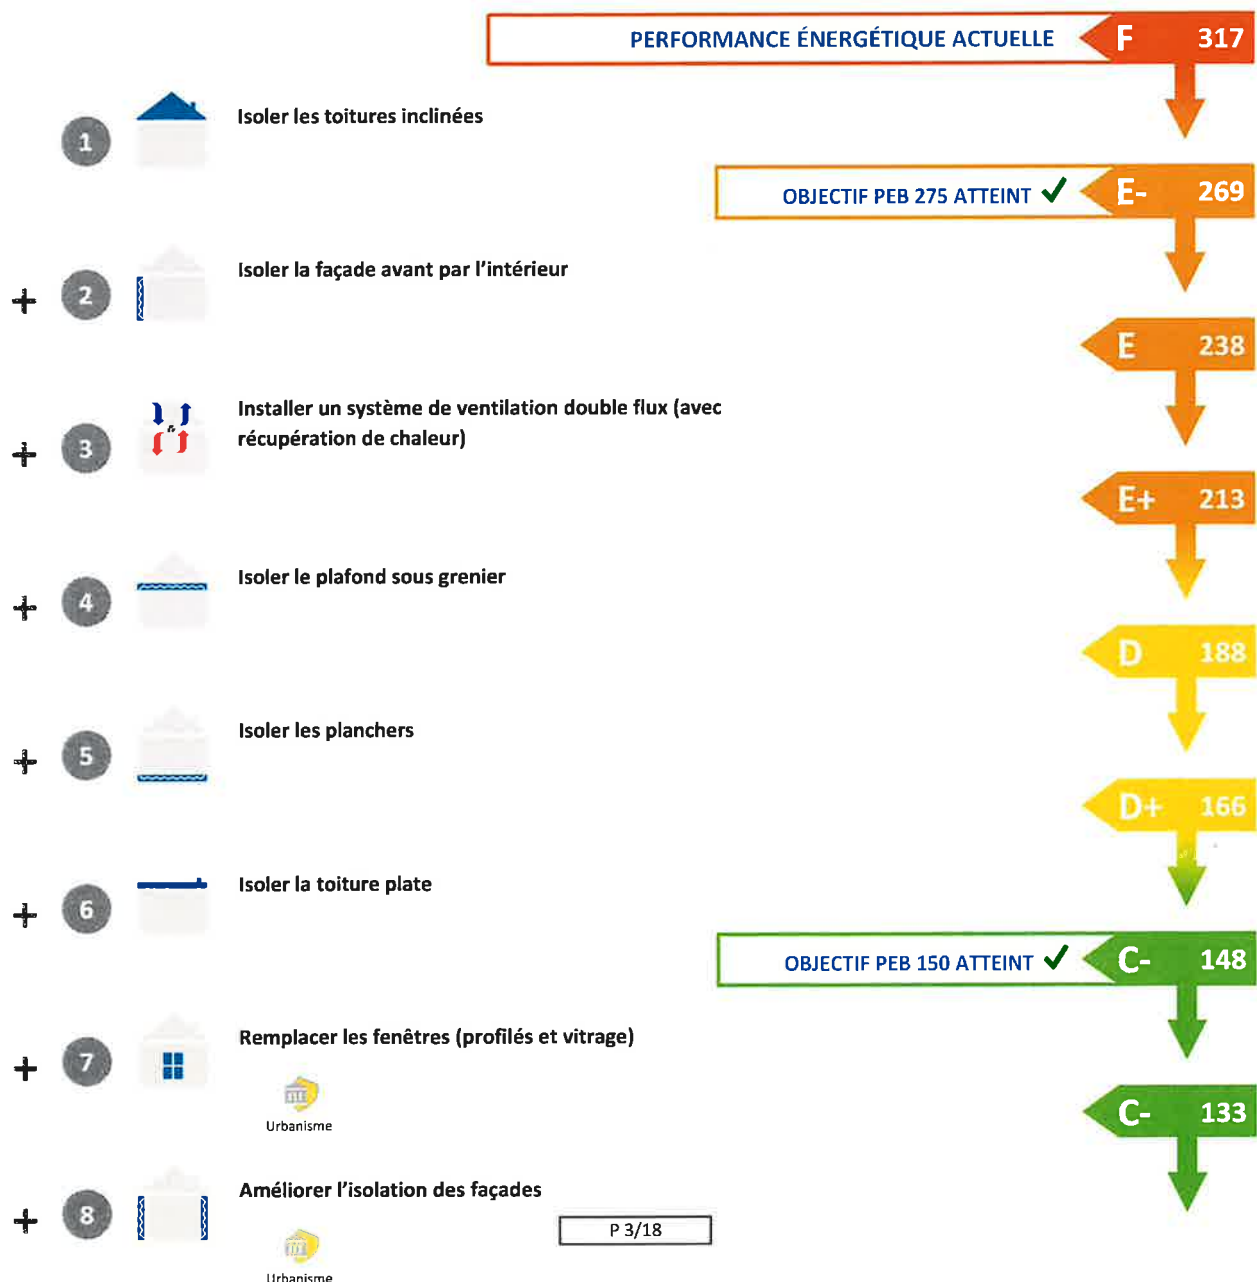 PERFORMANCE ÉNERGÉTIQUE ACTUELLE F 317
1 Isoler les toitures inclinées
OBJECTIF PEB 275 ATTEINT ✓ E- 269
+ 2 Isoler la façade avant par l'intérieur
E 238
+ 3 Installer un système de ventilation double flux (avec
récupération de chaleur)
E+ 213
+ 4 Isoler le plafond sous grenier
D 188
+ 5 Isoler les planchers
D+ 166
+ 6 Isoler la toiture plate
OBJECTIF PEB 150 ATTEINT ✓ C- 148
+ 7 Remplacer les fenêtres (profilés et vitrage)
Urbanisme
C- 133
+ 8 Améliorer l'isolation des façades
P 3/18
Urbanisme